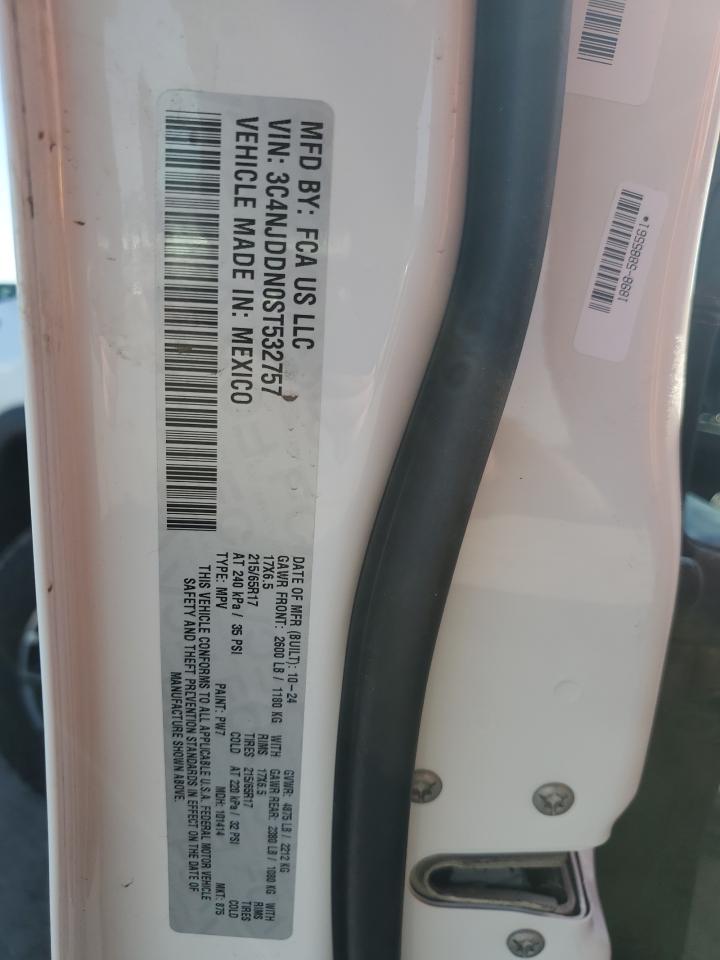 MFD BY: FCA US LLC
VIN: 3C4NJDDN0ST532757
VEHICLE MADE IN: MEXICO
DATE OF MFR (BUILT): 10-24 GVWR: 4875 LB / 2212 KG
GAWR FRONT: 2600 LB / 1180 KG WITH GAWR REAR: 2380 LB / 1080 KG WITH
17X6.5 RIMS 17X6.5 RIMS
215/65R17 TIRES 215/65R17 TIRES
AT 240 kPa / 35 PSI COLD AT 220 kPa / 32 PSI COLD
TYPE: MPV PAINT: PW7 MDH: 101414 MKT: 875
THIS VEHICLE CONFORMS TO ALL APPLICABLE U.S.A. FEDERAL MOTOR VEHICLE
SAFETY AND THEFT PREVENTION STANDARDS IN EFFECT ON THE DATE OF
MANUFACTURE SHOWN ABOVE.